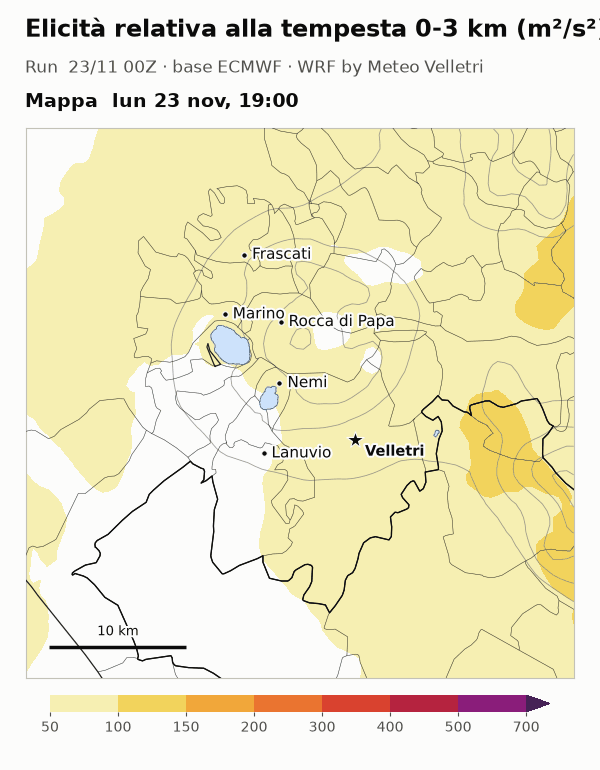 Elicità relativa alla tempesta 0-3 km (m²/s²)
Run 23/11 00Z · base ECMWF · WRF by Meteo Velletri
Mappa lun 23 nov, 19:00
Frascati
Marino
Rocca di Papa
Nemi
Velletri
Lanuvio
10 km
50 100 150 200 300 400 500 700